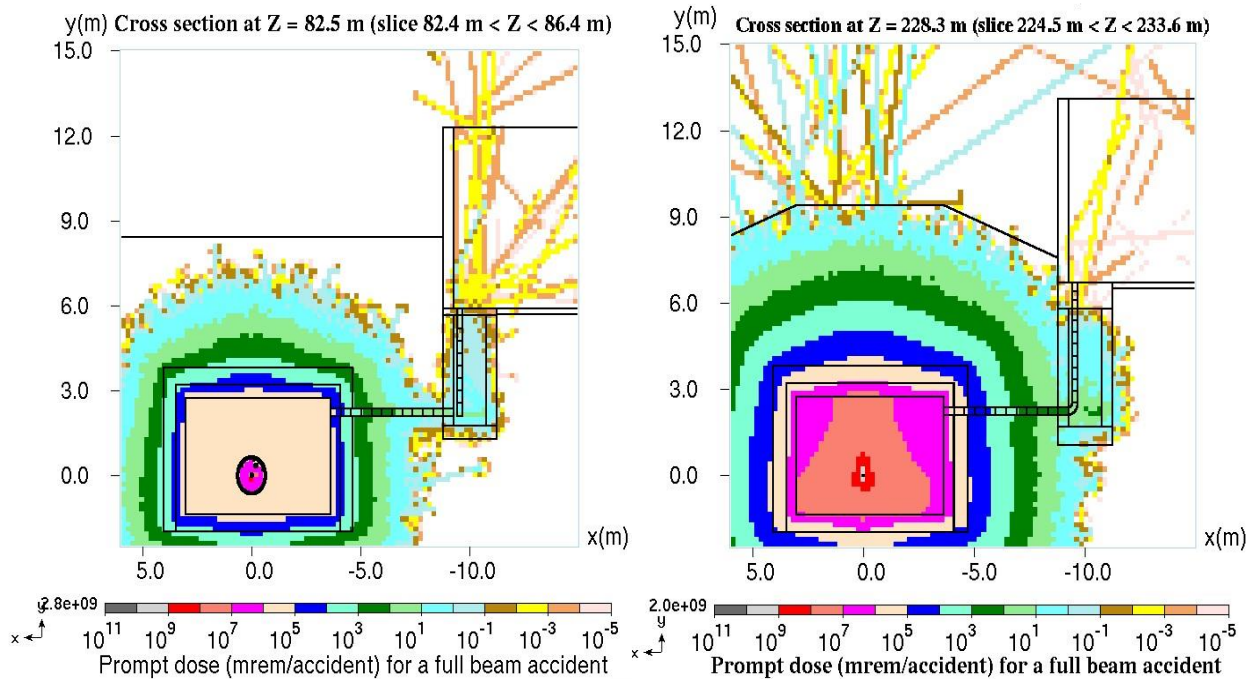 y(m) Cross section at Z = 82.5 m (slice 82.4 m < Z < 86.4 m)
15.0
12.0
9.0
6.0
3.0
0.0
x(m)
5.0 0.0 -5.0 -10.0
2.8e+09
y
x
10^11 10^9 10^7 10^5 10^3 10^1 10^-1 10^-3 10^-5
Prompt dose (mrem/accident) for a full beam accident
y(m) Cross section at Z = 228.3 m (slice 224.5 m < Z < 233.6 m)
15.0
12.0
9.0
6.0
3.0
0.0
x(m)
5.0 0.0 -5.0 -10.0
2.0e+09
y
x
10^11 10^9 10^7 10^5 10^3 10^1 10^-1 10^-3 10^-5
Prompt dose (mrem/accident) for a full beam accident